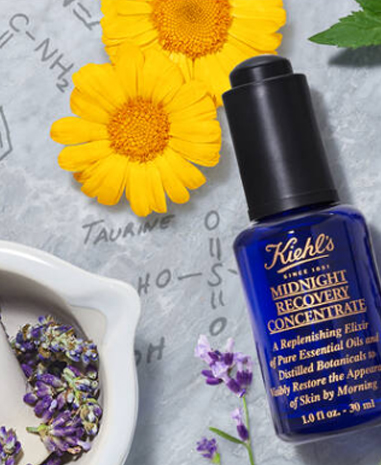 C-NH₂
TAURINE
O
HO-S
O
OH
Kiehl's
SINCE 1851
MIDNIGHT
RECOVERY
CONCENTRATE
A Replenishing Elixir
of Pure Essential Oils and
Distilled Botanicals to
Visibly Restore the Appear
of Skin by Morning
1.0 fl. oz. - 30 ml